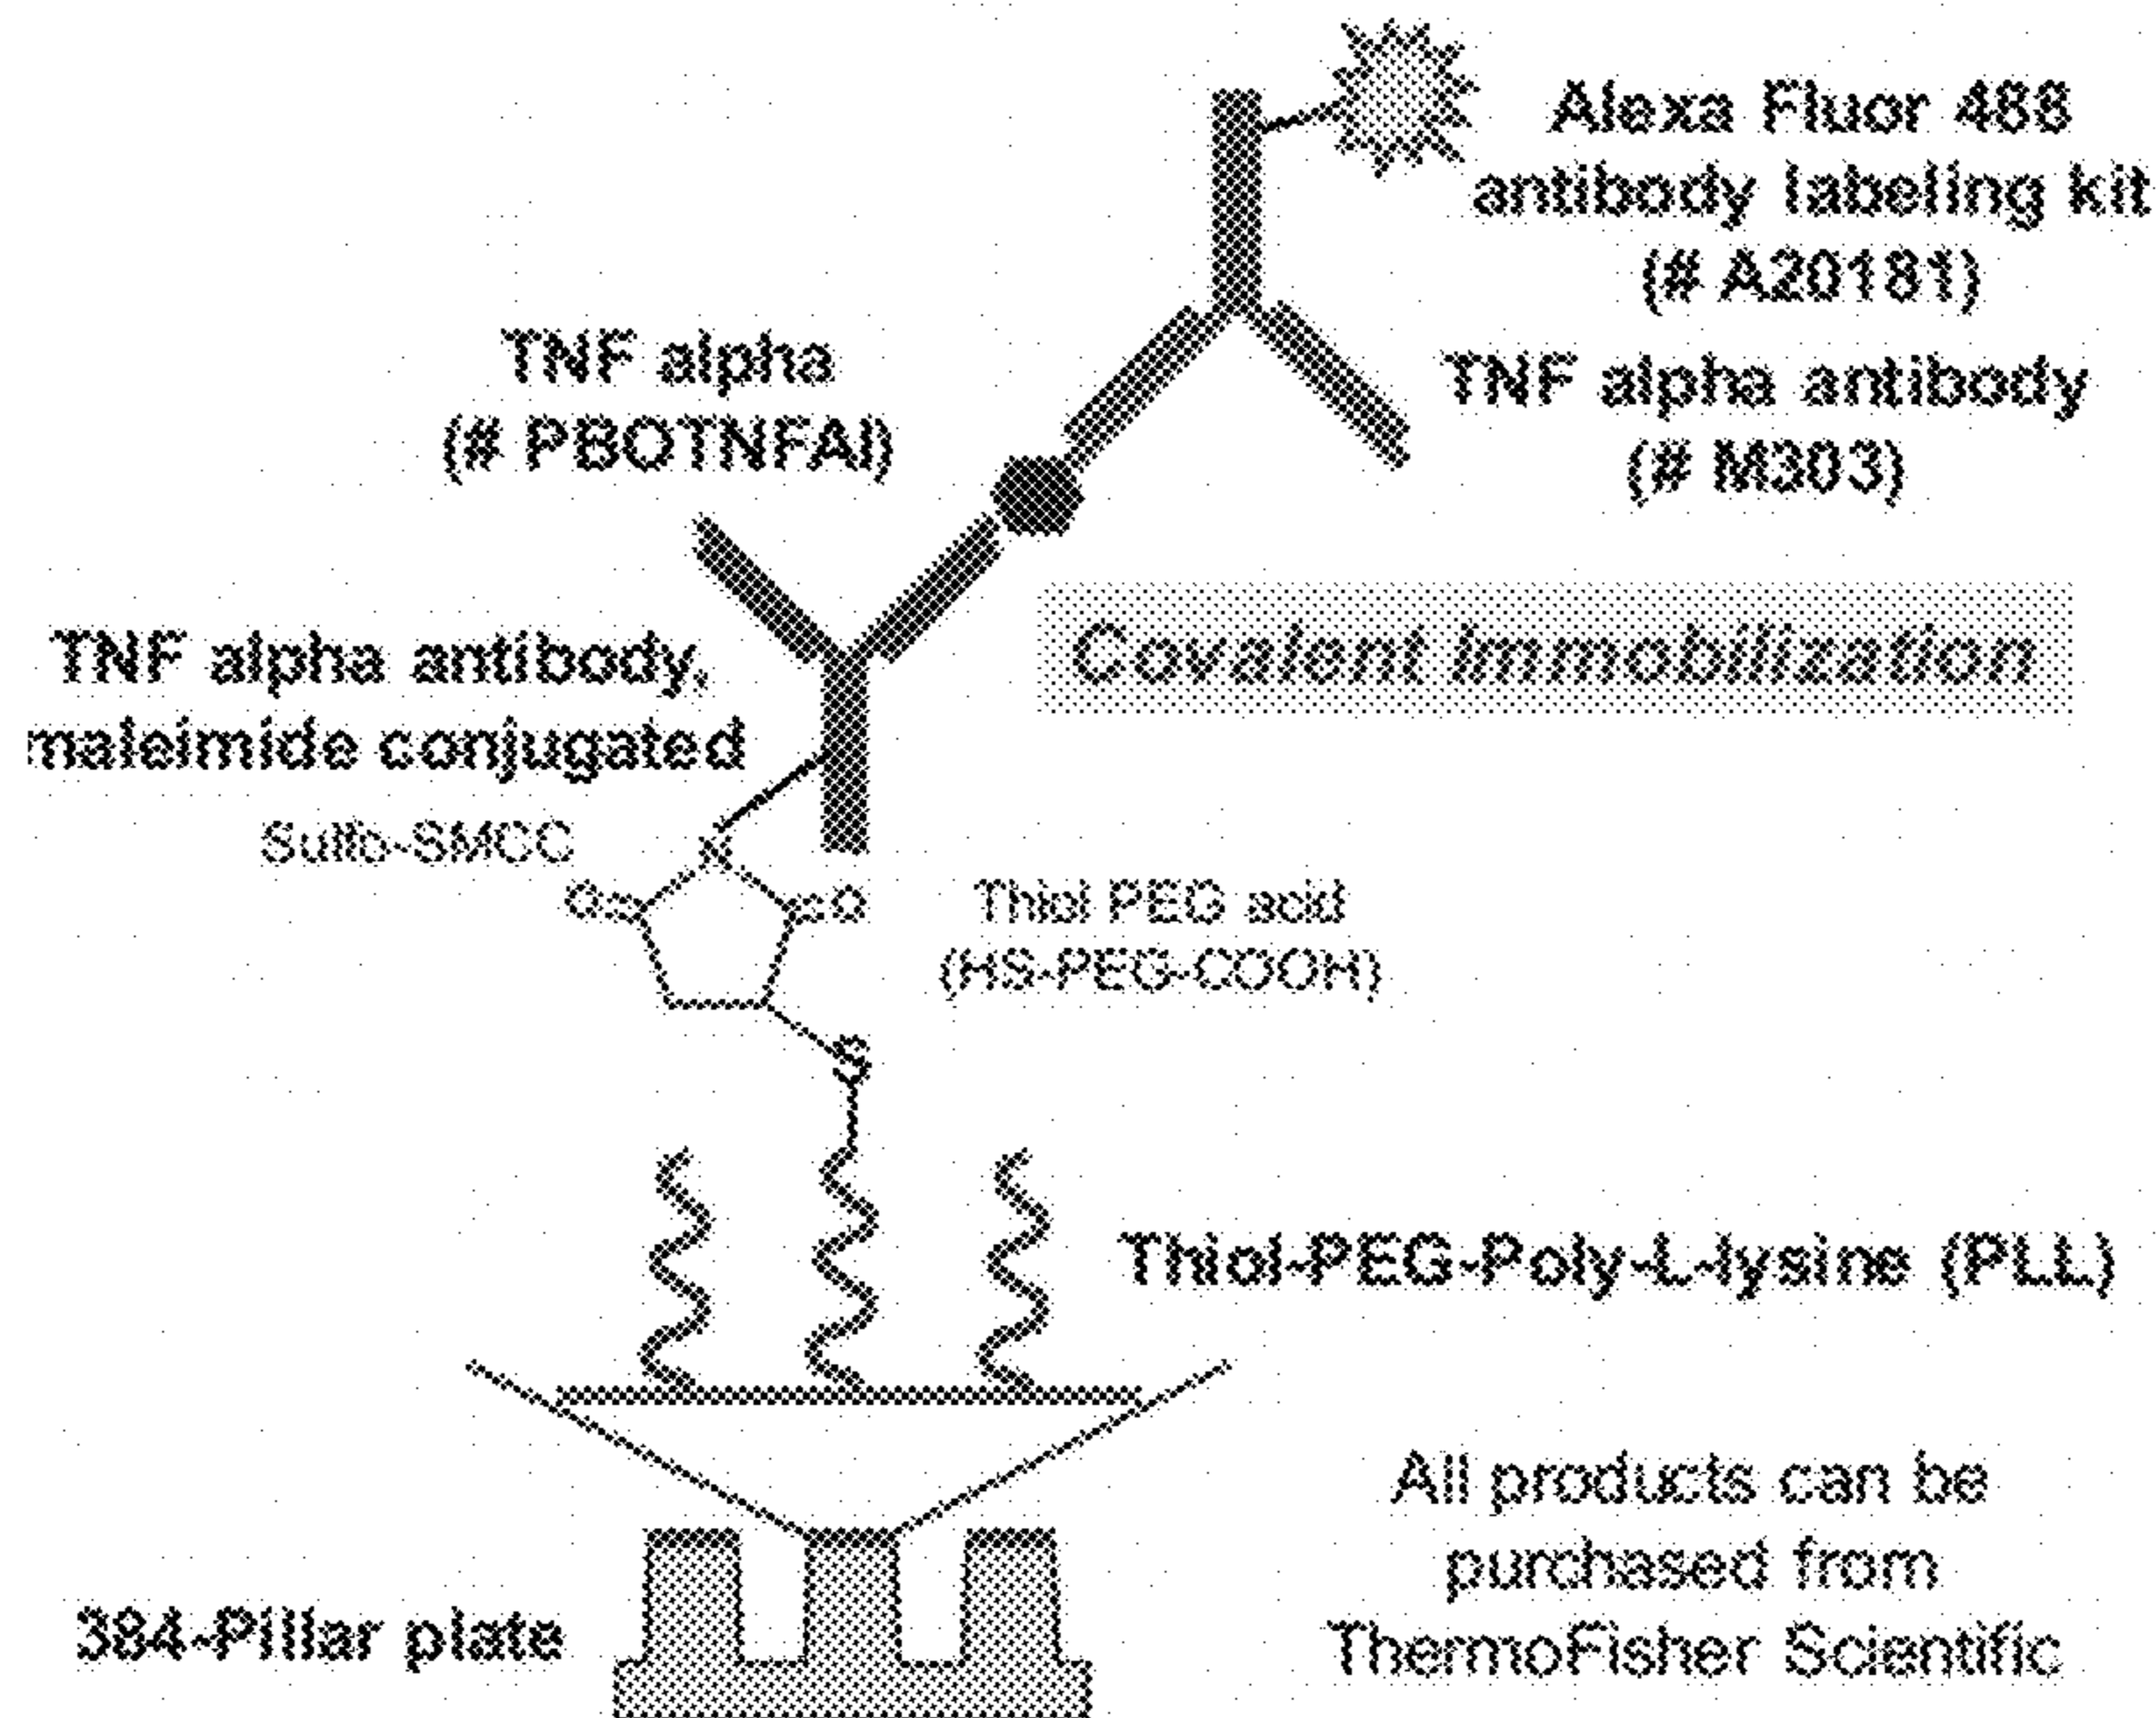 Alexa Fluor 488
antibody labeling kit
(# A20181)
TNF alpha
(# PBOTNFAI)
TNF alpha antibody
(# M303)
TNF alpha antibody,
maleimide conjugated
Covalent Immobilization
Sulfo-SMCC
N
O
O
Thiol PEG acid
(HS-PEG-COOH)
S
Thiol-PEG-Poly-L-lysine (PLL)
All products can be
purchased from
ThermoFisher Scientific
384-Pillar plate